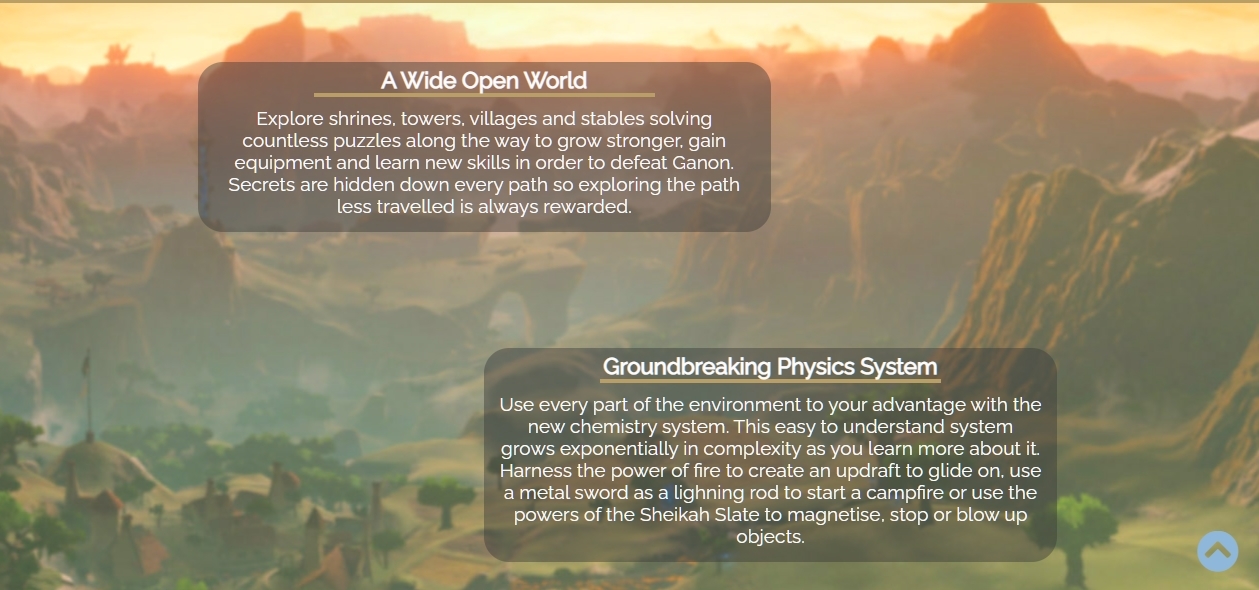 A Wide Open World
Explore shrines, towers, villages and stables solving
countless puzzles along the way to grow stronger, gain
equipment and learn new skills in order to defeat Ganon.
Secrets are hidden down every path so exploring the path
less travelled is always rewarded.
Groundbreaking Physics System
Use every part of the environment to your advantage with the
new chemistry system. This easy to understand system
grows exponentially in complexity as you learn more about it.
Harness the power of fire to create an updraft to glide on, use
a metal sword as a lighning rod to start a campfire or use the
powers of the Sheikah Slate to magnetise, stop or blow up
objects.